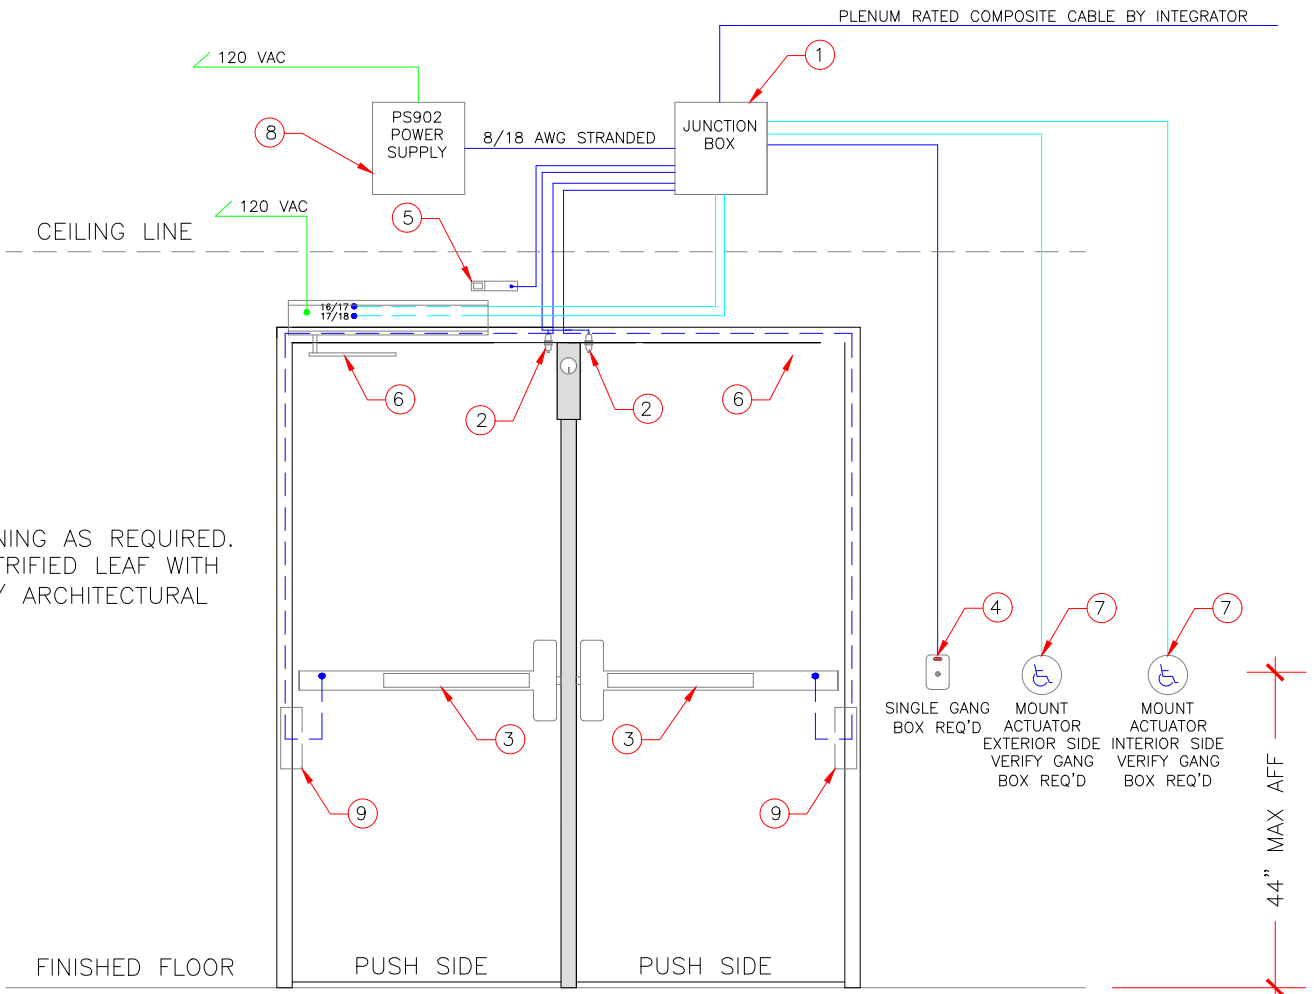 PLENUM RATED COMPOSITE CABLE BY INTEGRATOR
120 VAC
1
PS902
POWER
SUPPLY
8
8/18 AWG STRANDED
JUNCTION
BOX
120 VAC
5
CEILING LINE
16/17
17/18
6
2
2
6
AS REQUIRED.
LEAF WITH
ARCHITECTURAL
4
7
7
SINGLE GANG
BOX REQ'D
MOUNT
ACTUATOR
EXTERIOR SIDE
VERIFY GANG
BOX REQ'D
MOUNT
ACTUATOR
INTERIOR SIDE
VERIFY GANG
BOX REQ'D
3
3
9
9
44" MAX AFF
FINISHED FLOOR
PUSH SIDE
PUSH SIDE